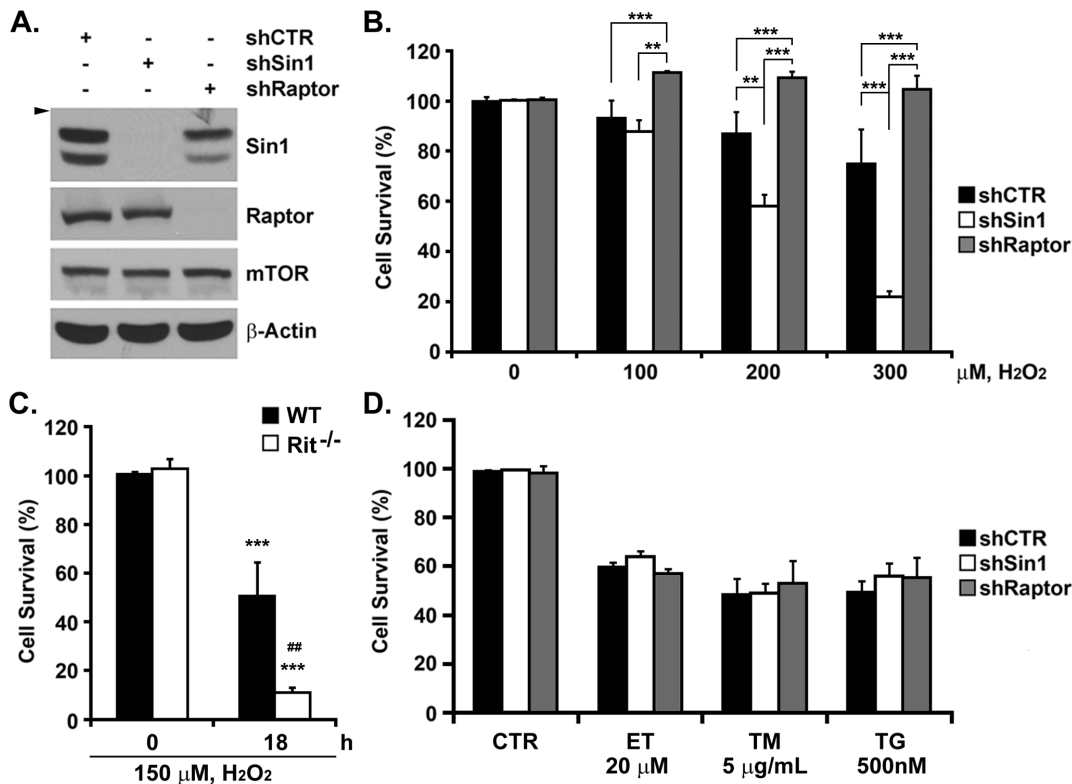 A.
+ - - shCTR
- + - shSin1
- - + shRaptor
Sin1
Raptor
mTOR
β-Actin
B.
Cell Survival (%)
120
100
80
60
40
20
0
***
**
***
**
***
***
***
***
0 100 200 300 µM, H2O2
shCTR
shSin1
shRaptor
C.
WT
Rit-/-
Cell Survival (%)
120
100
80
60
40
20
0
***
##
***
0 18 h
150 µM, H2O2
D.
Cell Survival (%)
120
100
80
60
40
20
0
shCTR
shSin1
shRaptor
CTR ET TM TG
20 µM 5 µg/mL 500nM